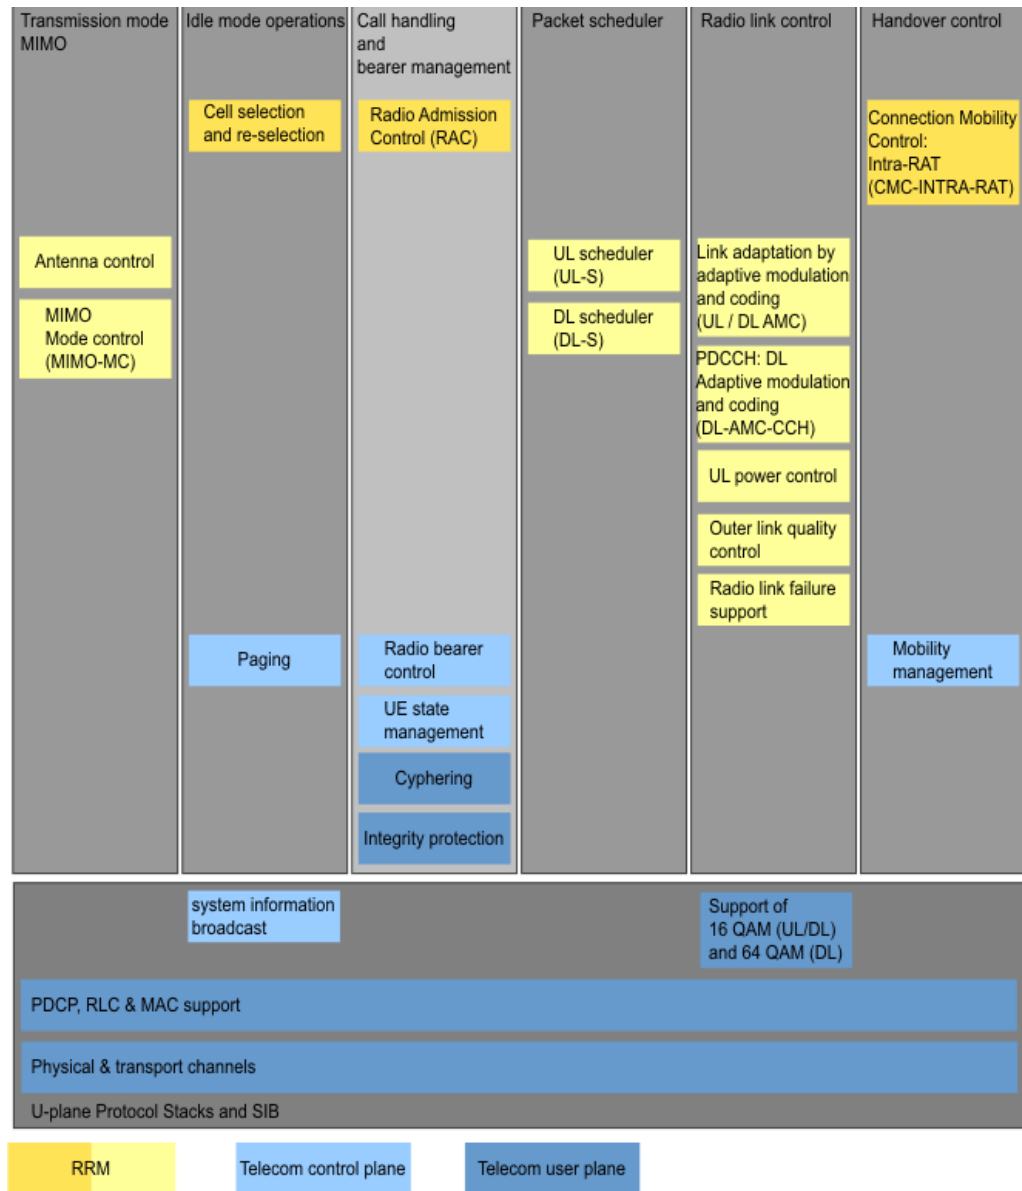 Transmission mode
MIMO
Idle mode operations
Call handling
and
bearer management
Packet scheduler
Radio link control
Handover control
Cell selection
and re-selection
Radio Admission
Control (RAC)
Connection Mobility
Control:
Intra-RAT
(CMC-INTRA-RAT)
Antenna control
MIMO
Mode control
(MIMO-MC)
UL scheduler
(UL-S)
DL scheduler
(DL-S)
Link adaptation by
adaptive modulation
and coding
(UL / DL AMC)
PDCCH: DL
Adaptive modulation
and coding
(DL-AMC-CCH)
UL power control
Outer link quality
control
Radio link failure
support
Paging
Radio bearer
control
UE state
management
Cyphering
Integrity protection
Mobility
management
system information
broadcast
Support of
16 QAM (UL/DL)
and 64 QAM (DL)
PDCP, RLC & MAC support
Physical & transport channels
U-plane Protocol Stacks and SIB
RRM
Telecom control plane
Telecom user plane